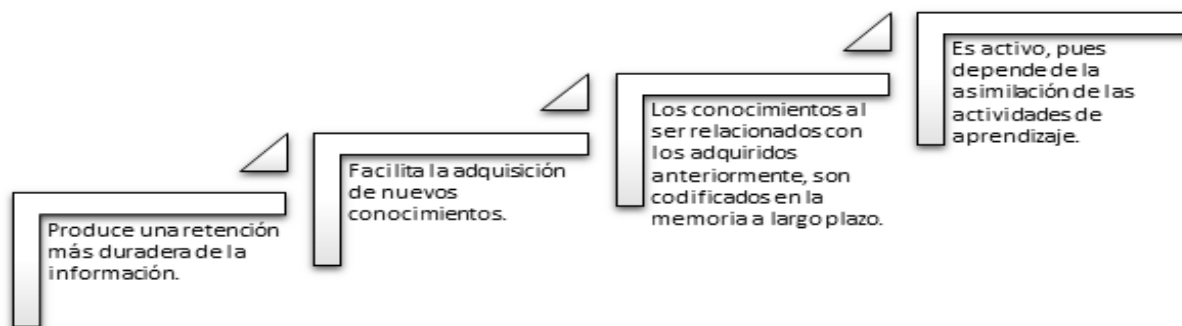 Produce una retención
más duradera de la
información.
Facilita la adquisición
de nuevos
conocimientos.
Los conocimientos al
ser relacionados con
los adquiridos
anteriormente, son
codificados en la
memoria a largo plazo.
Es activo, pues
depende de la
asimilación de las
actividades de
aprendizaje.